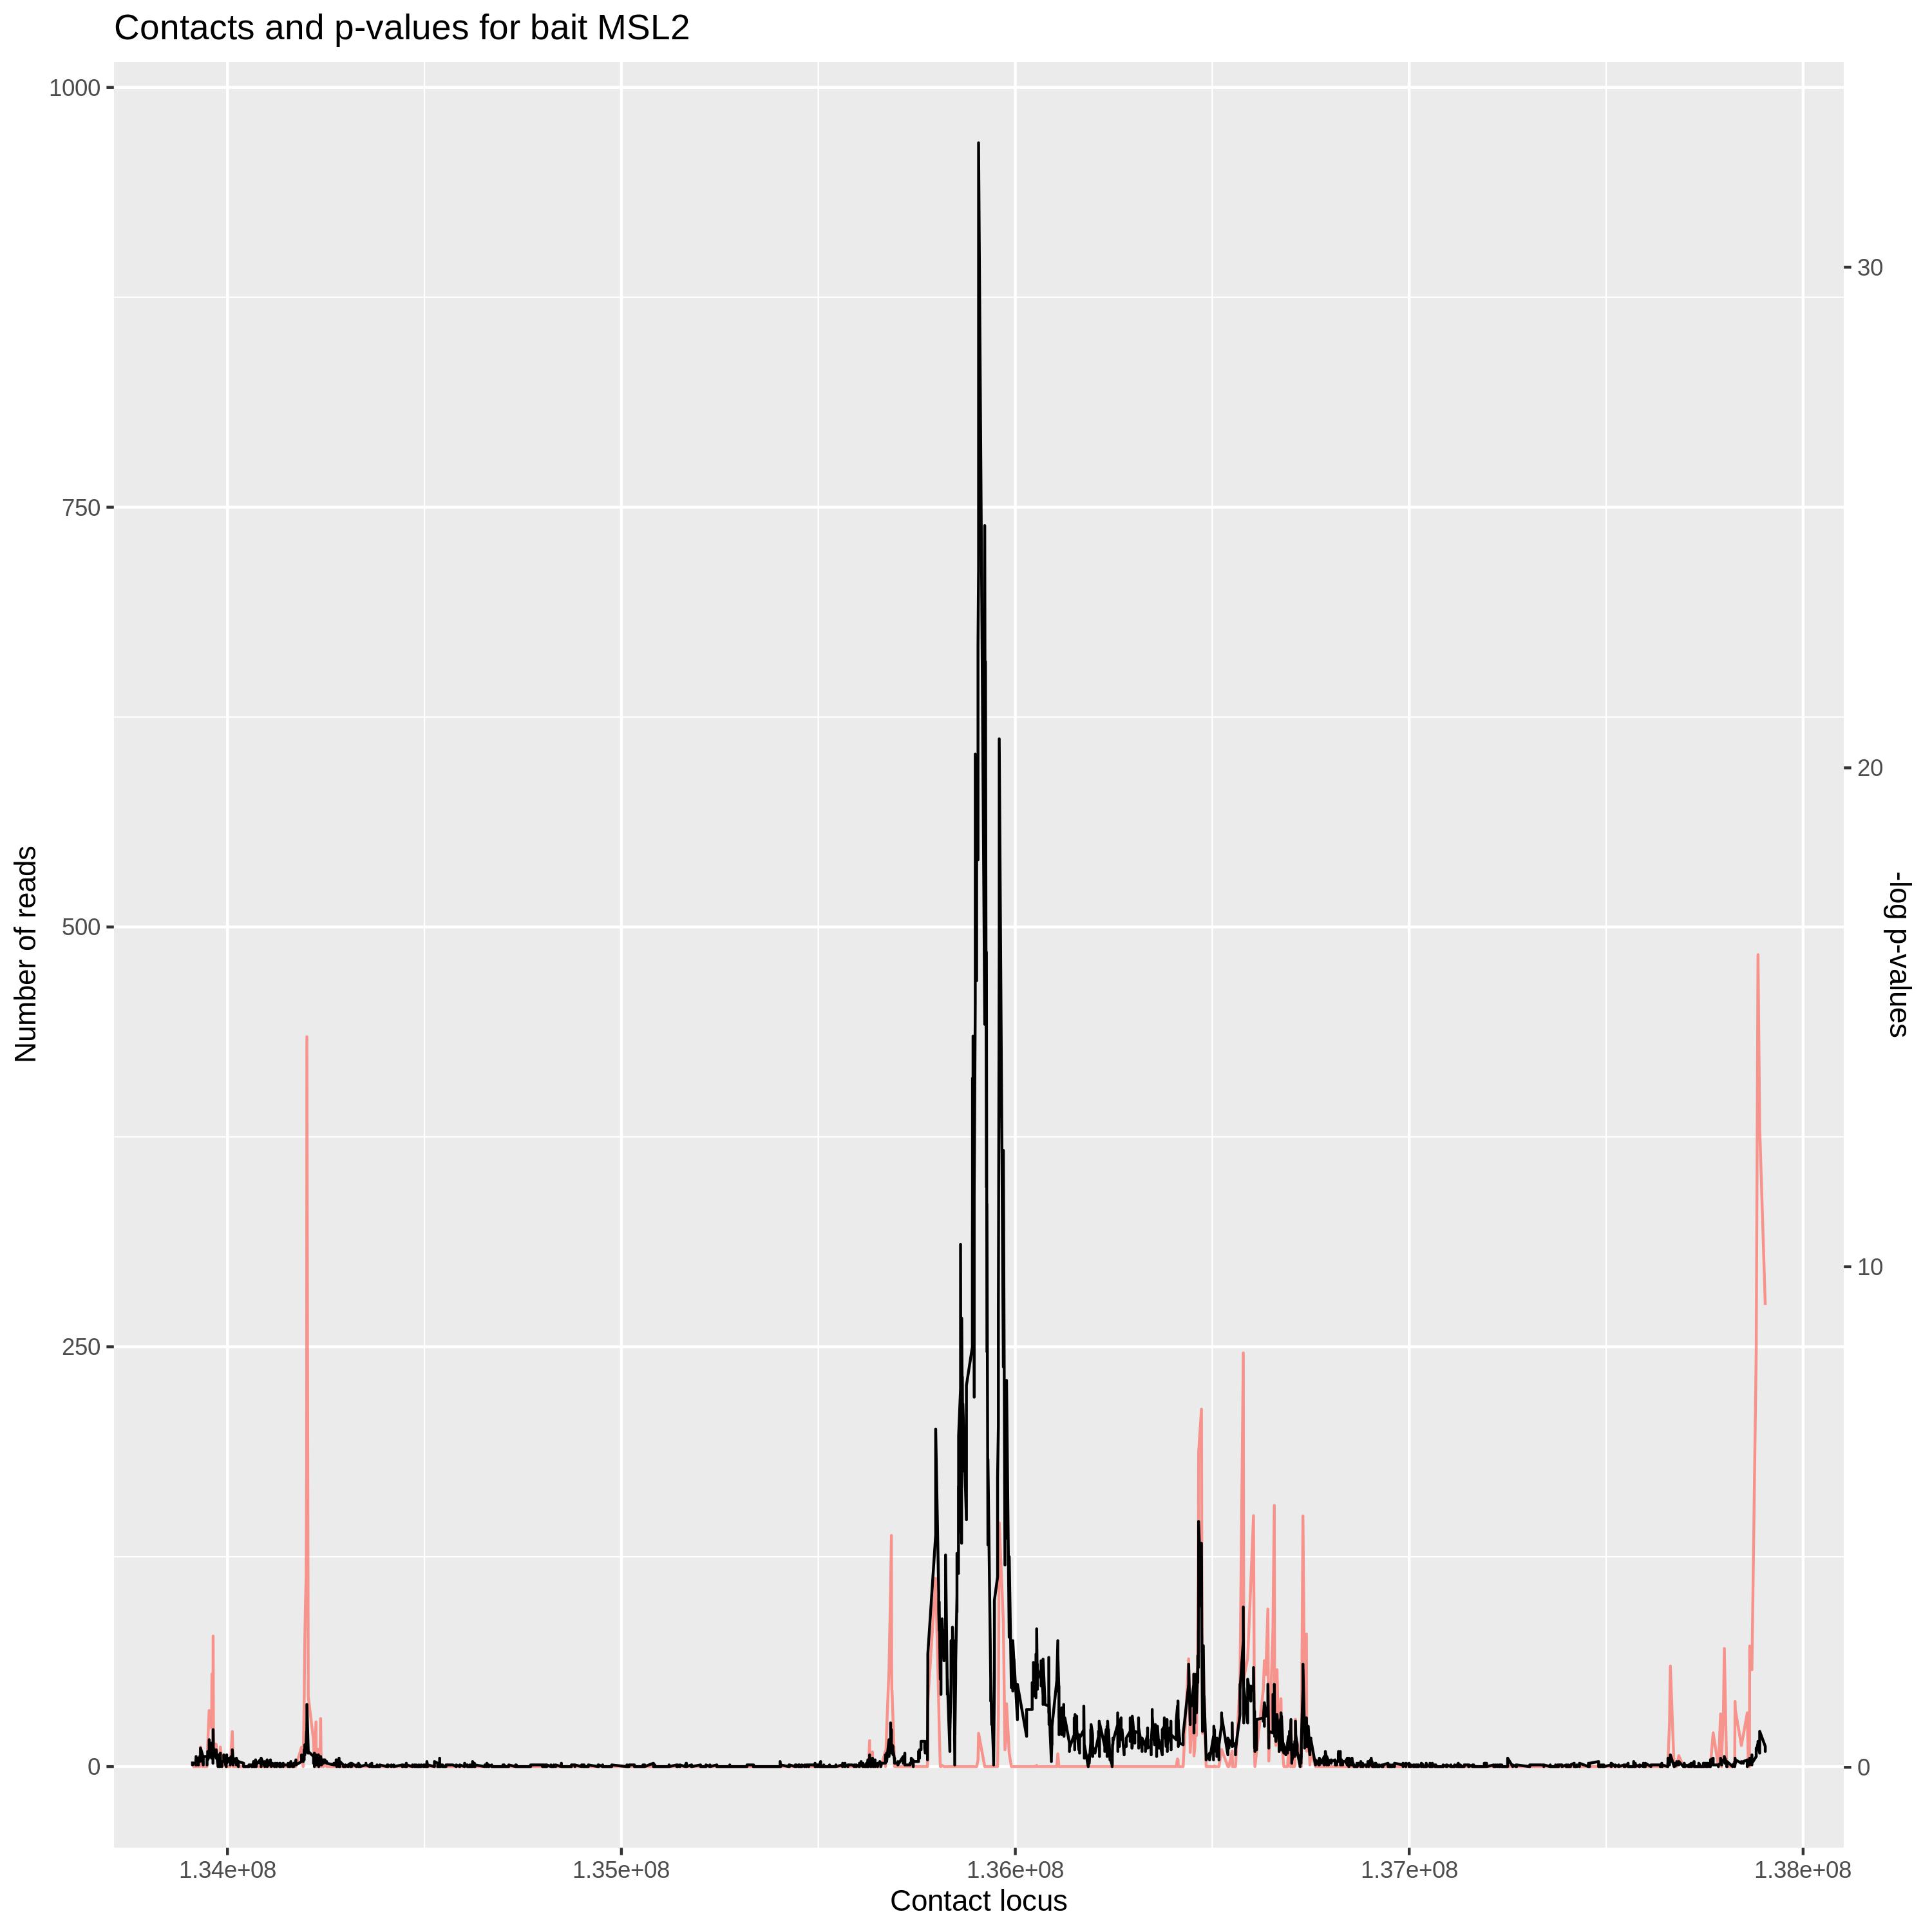 Contacts and p-values for bait MSL2
1000
750
500
250
0
Number of reads
30
20
10
0
-log p-values
1.34e+08
1.35e+08
1.36e+08
1.37e+08
1.38e+08
Contact locus